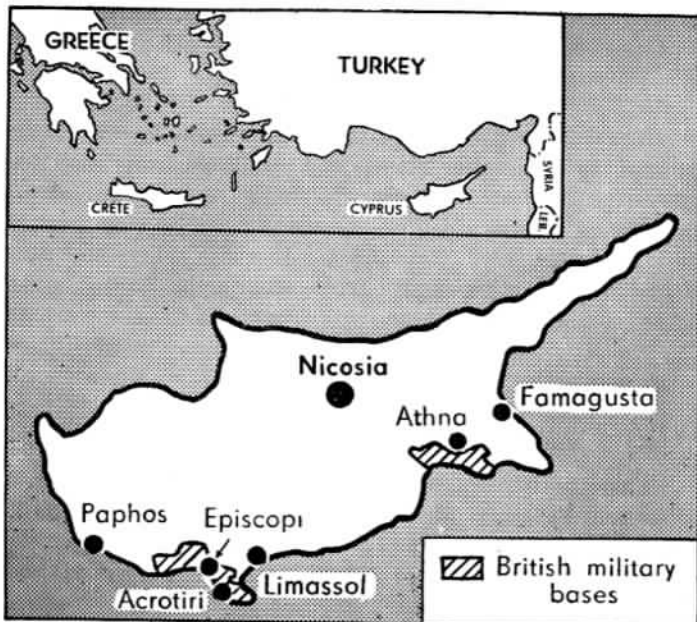 GREECE
TURKEY
CRETE
CYPRUS
SYRIA
LEB.
Nicosia
Famagusta
Athna
Paphos
Episcopi
Limassol
Acrotiri
British military
bases